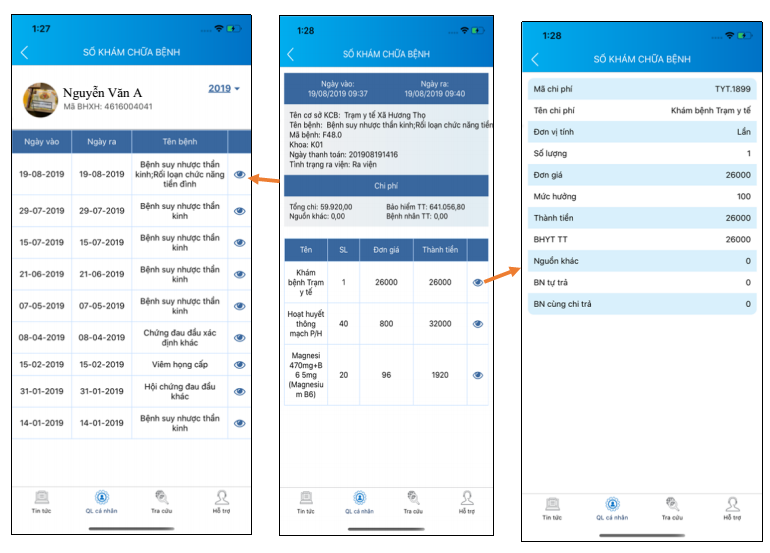 1:27
SỔ KHÁM CHỮA BỆNH
Nguyễn Văn A
2019
Mã BHXH: 4616004041
Ngày vào Ngày ra Tên bệnh
19-08-2019 19-08-2019 Bệnh suy nhược thần kinh;Rối loạn chức năng tiền đình
29-07-2019 29-07-2019 Bệnh suy nhược thần kinh
15-07-2019 15-07-2019 Bệnh suy nhược thần kinh
21-06-2019 21-06-2019 Bệnh suy nhược thần kinh
07-05-2019 07-05-2019 Bệnh suy nhược thần kinh
08-04-2019 08-04-2019 Chứng đau đầu xác định khác
15-02-2019 15-02-2019 Viêm họng cấp
31-01-2019 31-01-2019 Hội chứng đau đầu khác
14-01-2019 14-01-2019 Bệnh suy nhược thần kinh
Tin tức QL cá nhân Tra cứu Hỗ trợ
1:28
SỔ KHÁM CHỮA BỆNH
Ngày vào: Ngày ra:
19/08/2019 09:37 19/08/2019 09:40
Tên cơ sở KCB: Trạm y tế Xã Hương Thọ
Tên bệnh: Bệnh suy nhược thần kinh;Rối loạn chức năng tiền
Mã bệnh: F48.0
Khoa: K01
Ngày thanh toán: 201908191416
Tình trạng ra viện: Ra viện
Chi phí
Tổng chi: 59.920,00 Bảo hiểm TT: 641.056,80
Nguồn khác: 0,00 Bệnh nhân TT: 0,00
Tên SL Đơn giá Thành tiền
Khám bệnh Trạm y tế 1 26000 26000
Hoạt huyết thông mạch P/H 40 800 32000
Magnesi 470mg+B 6 5mg (Magnesiu m B6) 20 96 1920
Tin tức QL cá nhân Tra cứu Hỗ trợ
1:28
SỔ KHÁM CHỮA BỆNH
Mã chi phí TYT.1899
Tên chi phí Khám bệnh Trạm y tế
Đơn vị tính Lần
Số lượng 1
Đơn giá 26000
Mức hưởng 100
Thành tiền 26000
BHYT TT 26000
Nguồn khác 0
BN tự trả 0
BN cùng chi trả 0
Tin tức QL cá nhân Tra cứu Hỗ trợ